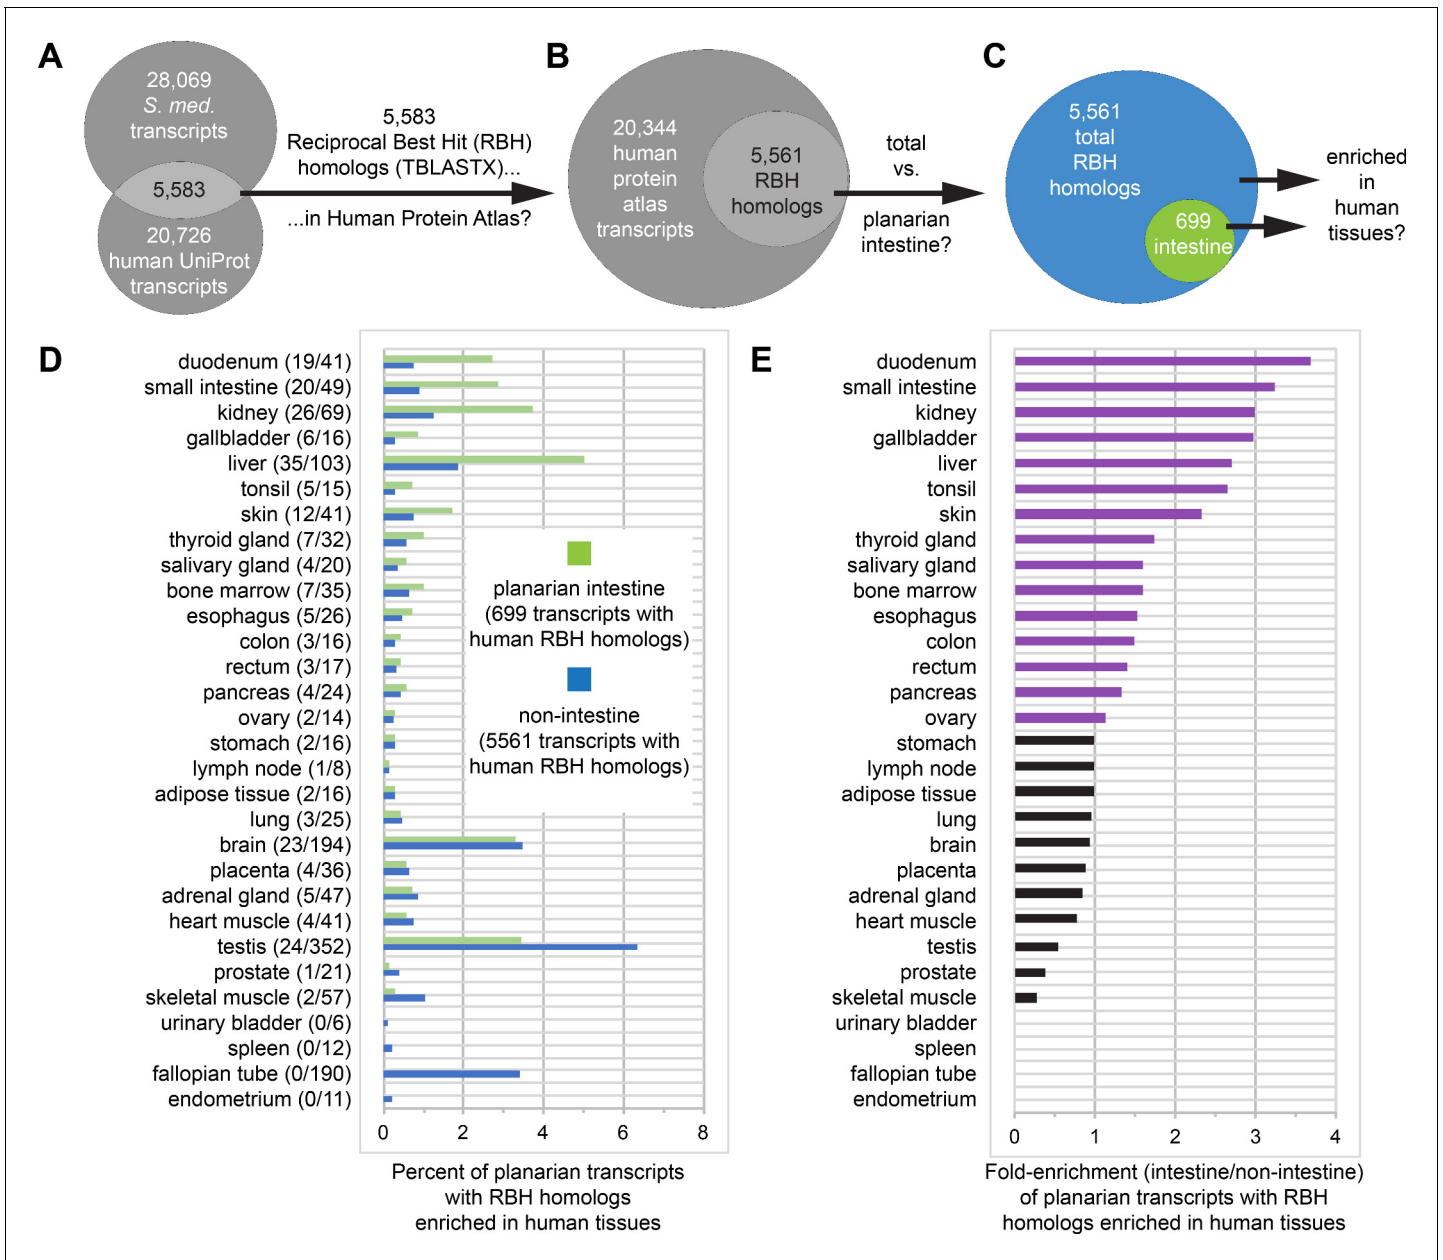 A
28,069
S. med.
transcripts
5,583
20,726
human UniProt
transcripts
5,583
Reciprocal Best Hit (RBH)
homologs (TBLASTX)...
...in Human Protein Atlas?
B
20,344
human
protein
atlas
transcripts
5,561
RBH
homologs
total
vs.
planarian
intestine?
C
5,561
total
RBH
homologs
699
intestine
enriched
in
human
tissues?
D
duodenum (19/41)
small intestine (20/49)
kidney (26/69)
gallbladder (6/16)
liver (35/103)
tonsil (5/15)
skin (12/41)
thyroid gland (7/32)
salivary gland (4/20)
bone marrow (7/35)
esophagus (5/26)
colon (3/16)
rectum (3/17)
pancreas (4/24)
ovary (2/14)
stomach (2/16)
lymph node (1/8)
adipose tissue (2/16)
lung (3/25)
brain (23/194)
placenta (4/36)
adrenal gland (5/47)
heart muscle (4/41)
testis (24/352)
prostate (1/21)
skeletal muscle (2/57)
urinary bladder (0/6)
spleen (0/12)
fallopian tube (0/190)
endometrium (0/11)
planarian intestine
(699 transcripts with
human RBH homologs)
non-intestine
(5561 transcripts with
human RBH homologs)
0 2 4 6 8
Percent of planarian transcripts
with RBH homologs
enriched in human tissues
E
duodenum
small intestine
kidney
gallbladder
liver
tonsil
skin
thyroid gland
salivary gland
bone marrow
esophagus
colon
rectum
pancreas
ovary
stomach
lymph node
adipose tissue
lung
brain
placenta
adrenal gland
heart muscle
testis
prostate
skeletal muscle
urinary bladder
spleen
fallopian tube
endometrium
0 1 2 3 4
Fold-enrichment (intestine/non-intestine)
of planarian transcripts with RBH
homologs enriched in human tissues